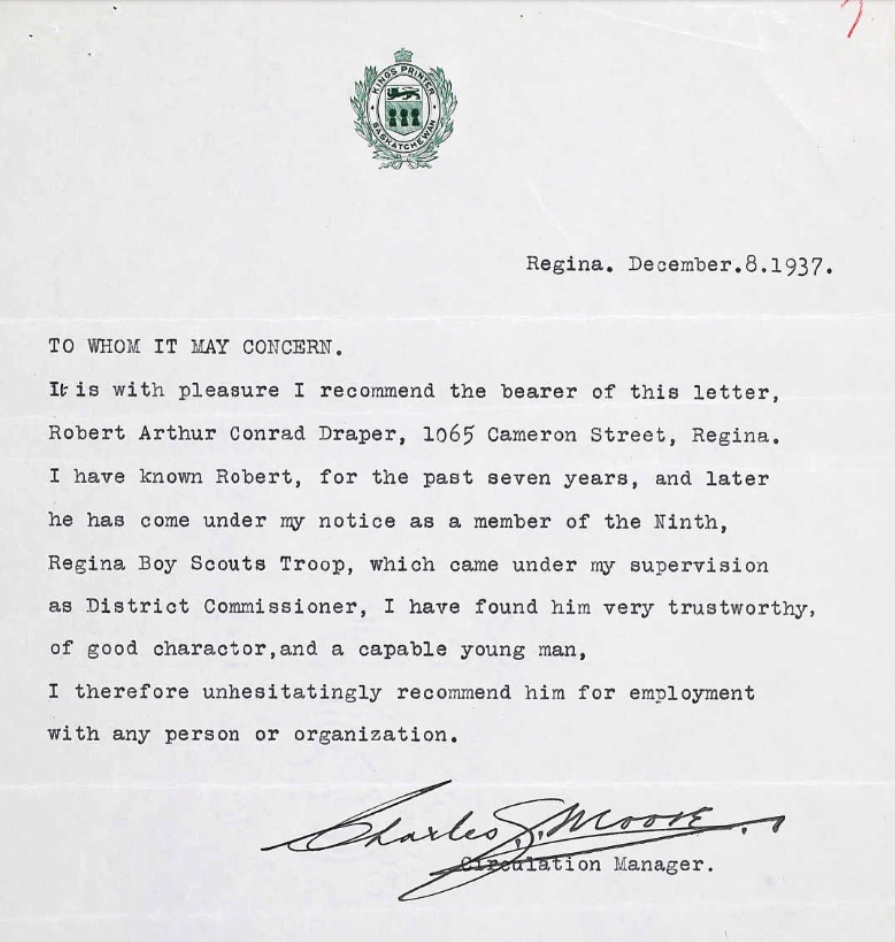 KINGS PRINTER
SASKATCHEWAN
Regina. December.8.1937.
TO WHOM IT MAY CONCERN.
It is with pleasure I recommend the bearer of this letter,
Robert Arthur Conrad Draper, 1065 Cameron Street, Regina.
I have known Robert, for the past seven years, and later
he has come under my notice as a member of the Ninth,
Regina Boy Scouts Troop, which came under my supervision
as District Commissioner, I have found him very trustworthy,
of good charactor,and a capable young man,
I therefore unhesitatingly recommend him for employment
with any person or organization.
Charles J. Moore.
Circulation Manager.